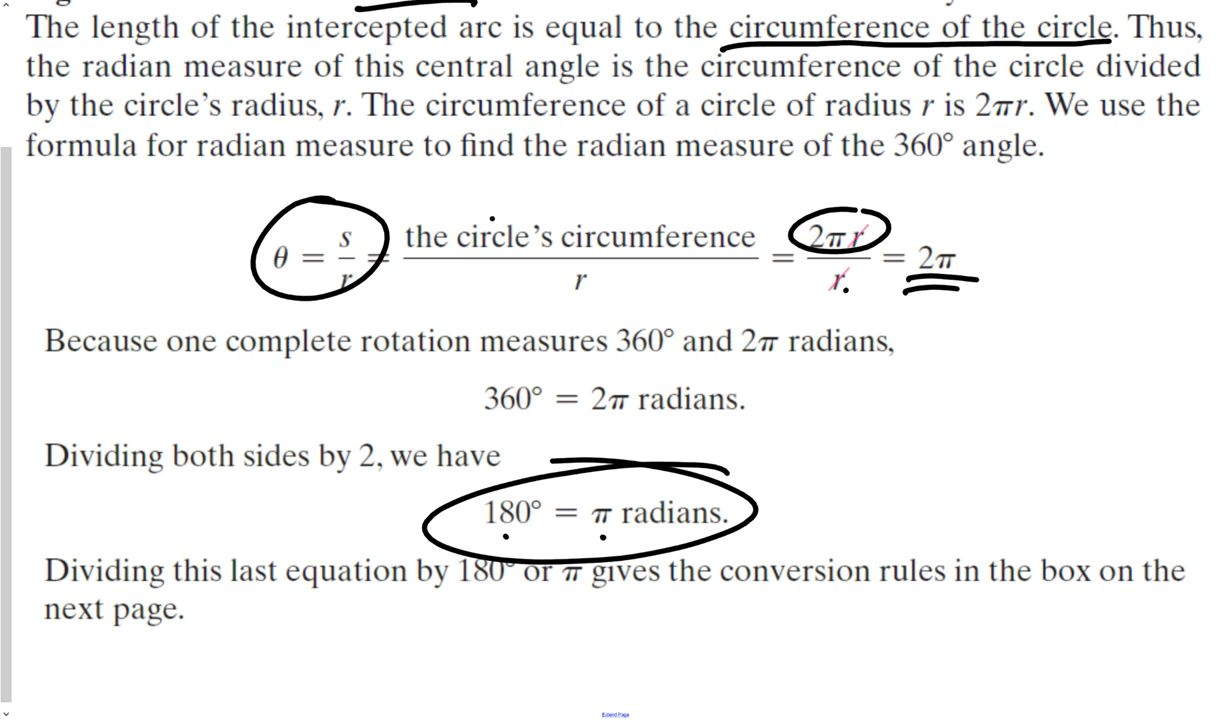 The length of the intercepted arc is equal to the circumference of the circle. Thus,
the radian measure of this central angle is the circumference of the circle divided
by the circle's radius, r. The circumference of a circle of radius r is 2πr. We use the
formula for radian measure to find the radian measure of the 360° angle.
θ = s/r = the circle's circumference/r = 2πr/r = 2π
Because one complete rotation measures 360° and 2π radians,
360° = 2π radians.
Dividing both sides by 2, we have
180° = π radians.
Dividing this last equation by 180° or π gives the conversion rules in the box on the
next page.
Extend Page